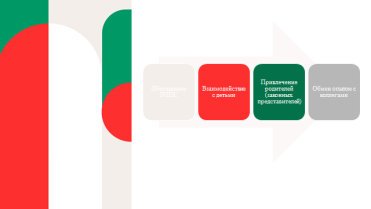 Взаимодействие
с детьми
Привлечение
родителей
(законных
представителей)
Обмен опытом с
коллегами